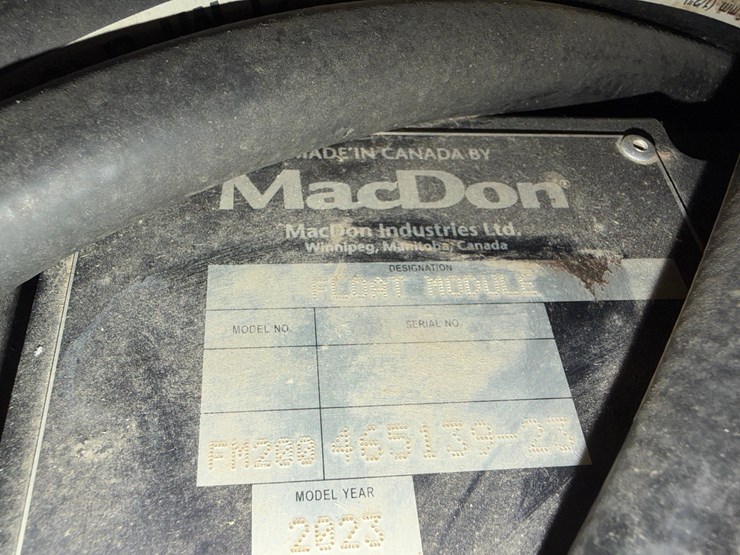 MADE IN CANADA BY
MacDon®
MacDon Industries Ltd.
Winnipeg, Manitoba, Canada
DESIGNATION
FLOAT MODULE
MODEL NO.
SERIAL NO.
FM200
465139-23
MODEL YEAR
2023